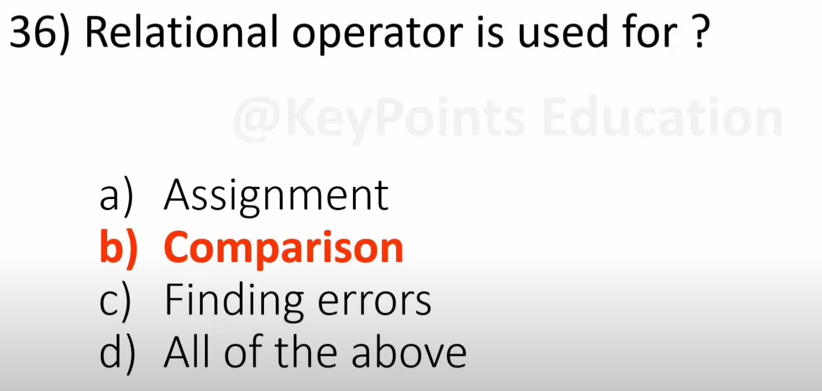 36) Relational operator is used for ?
@KeyPoints Education
a) Assignment
b) Comparison
c) Finding errors
d) All of the above